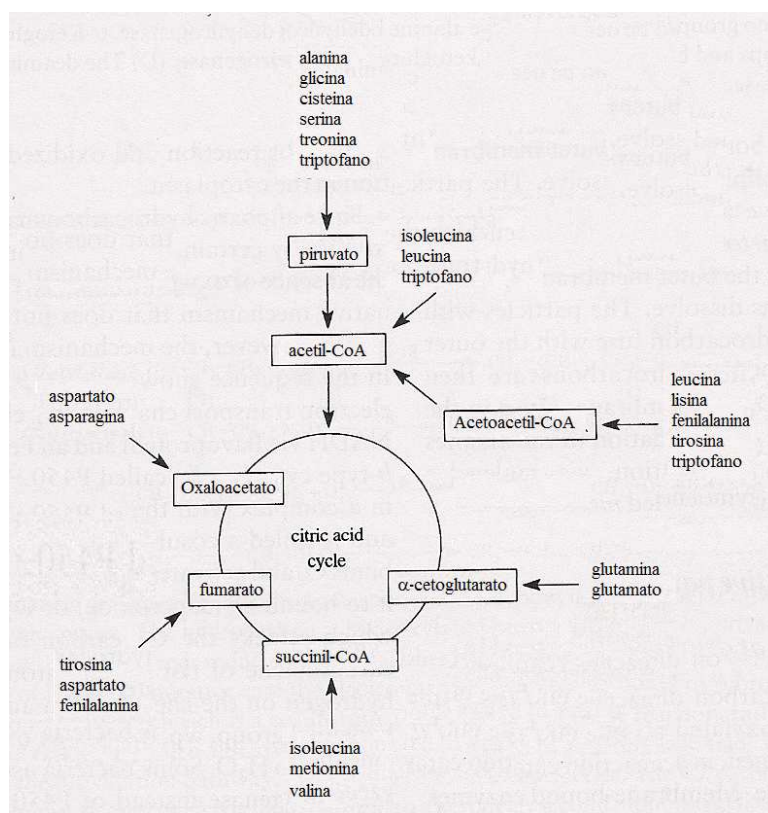 alanina
glicina
cisteina
serina
treonina
triptofano
piruvato
isoleucina
leucina
triptofano
acetil-CoA
leucina
lisina
fenilalanina
tirosina
triptofano
Acetoacetil-CoA
aspartato
asparagina
Oxaloacetato
citric acid
cycle
fumarato
α-cetoglutarato
glutamina
glutamato
succinil-CoA
tirosina
aspartato
fenilalanina
isoleucina
metionina
valina